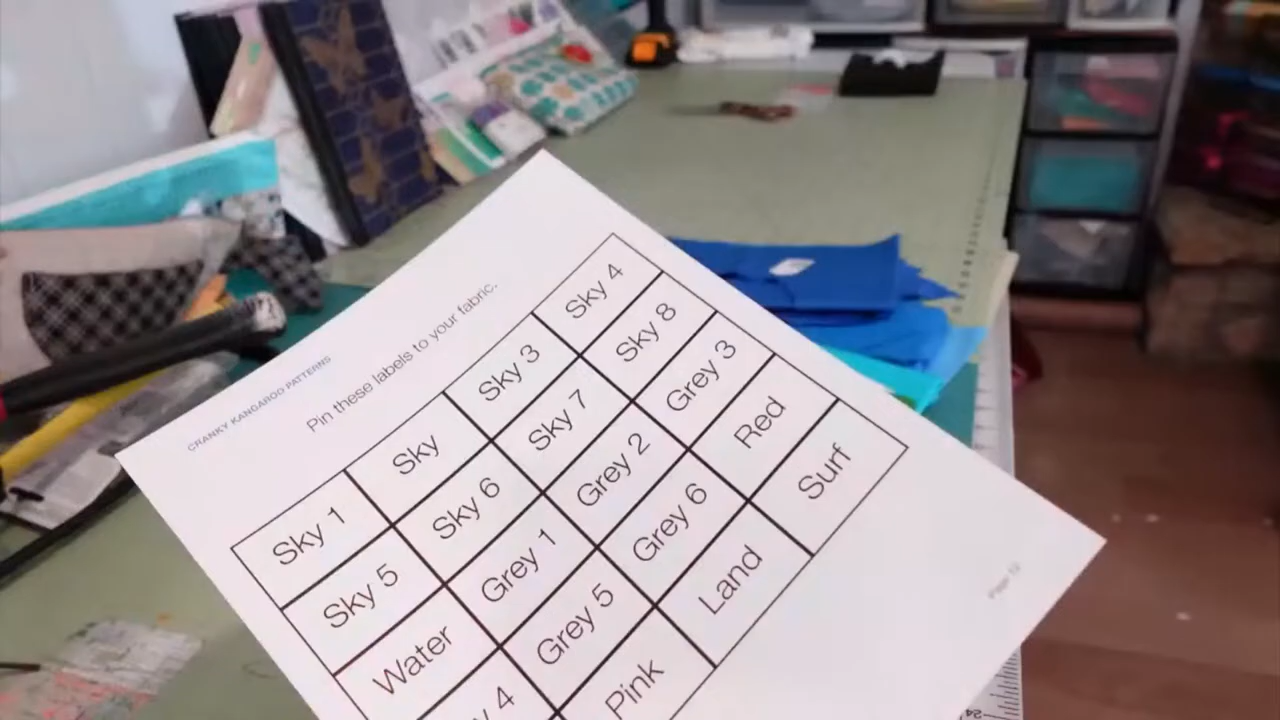 CRANKY KANGAROO PATTERNS
Pin these labels to your fabric.
Sky 1 Sky Sky 3 Sky 4
Sky 5 Sky 6 Sky 7 Sky 8
Water Grey 1 Grey 2 Grey 3
y 4 Grey 5 Grey 6 Red
Pink Land Surf
Page